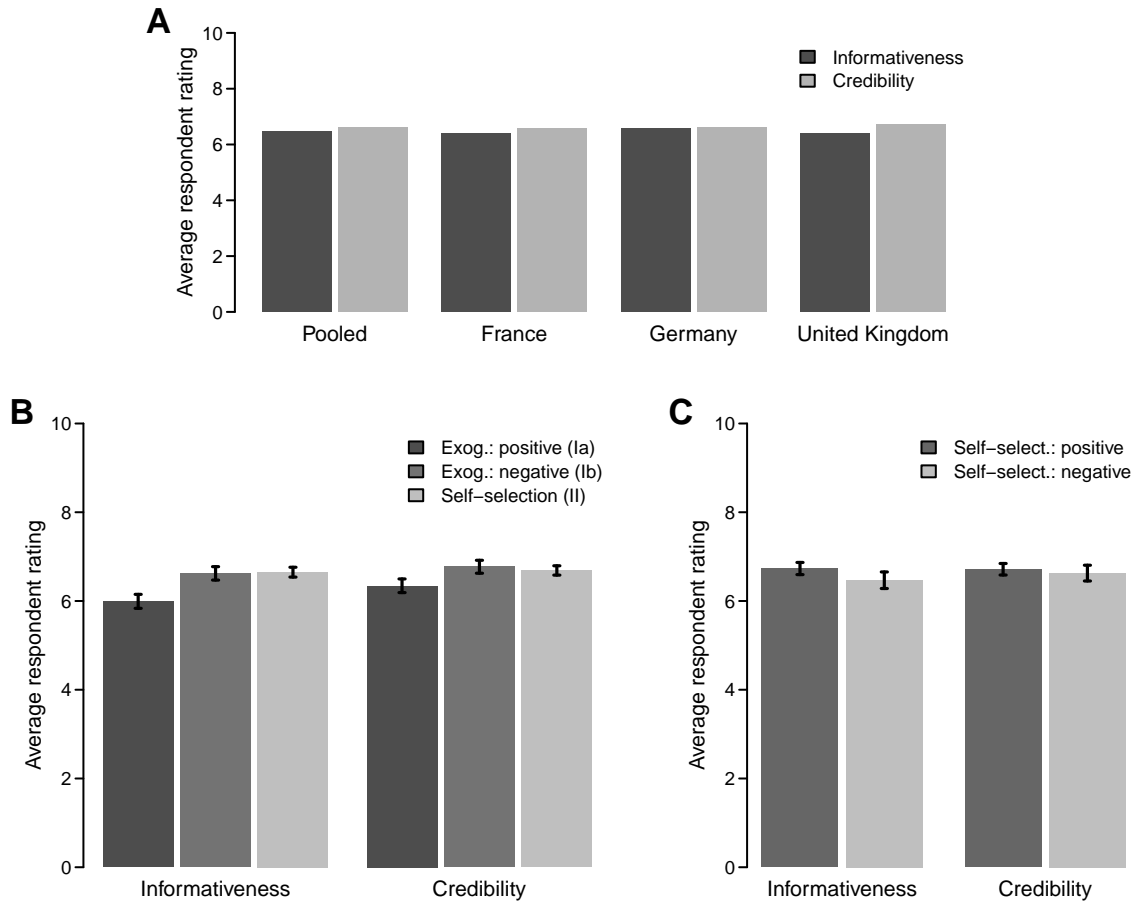 A
Average respondent rating
10
8
6
4
2
0
Informativeness
Credibility
Pooled
France
Germany
United Kingdom
B
Average respondent rating
10
8
6
4
2
0
Exog.: positive (Ia)
Exog.: negative (Ib)
Self−selection (II)
Informativeness
Credibility
C
Average respondent rating
10
8
6
4
2
0
Self−select.: positive
Self−select.: negative
Informativeness
Credibility